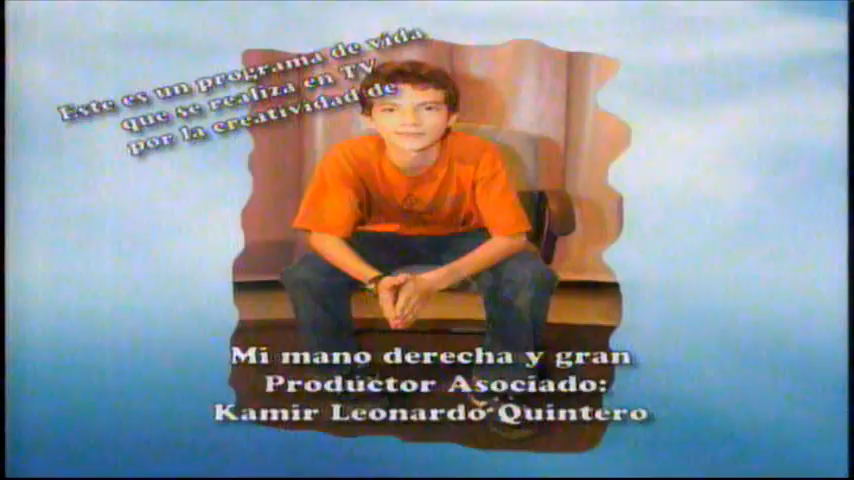 Este es un programa de vida
que se realiza en TV
por la creatividad de
Mi mano derecha y gran
Productor Asociado:
Kamir Leonardo Quintero